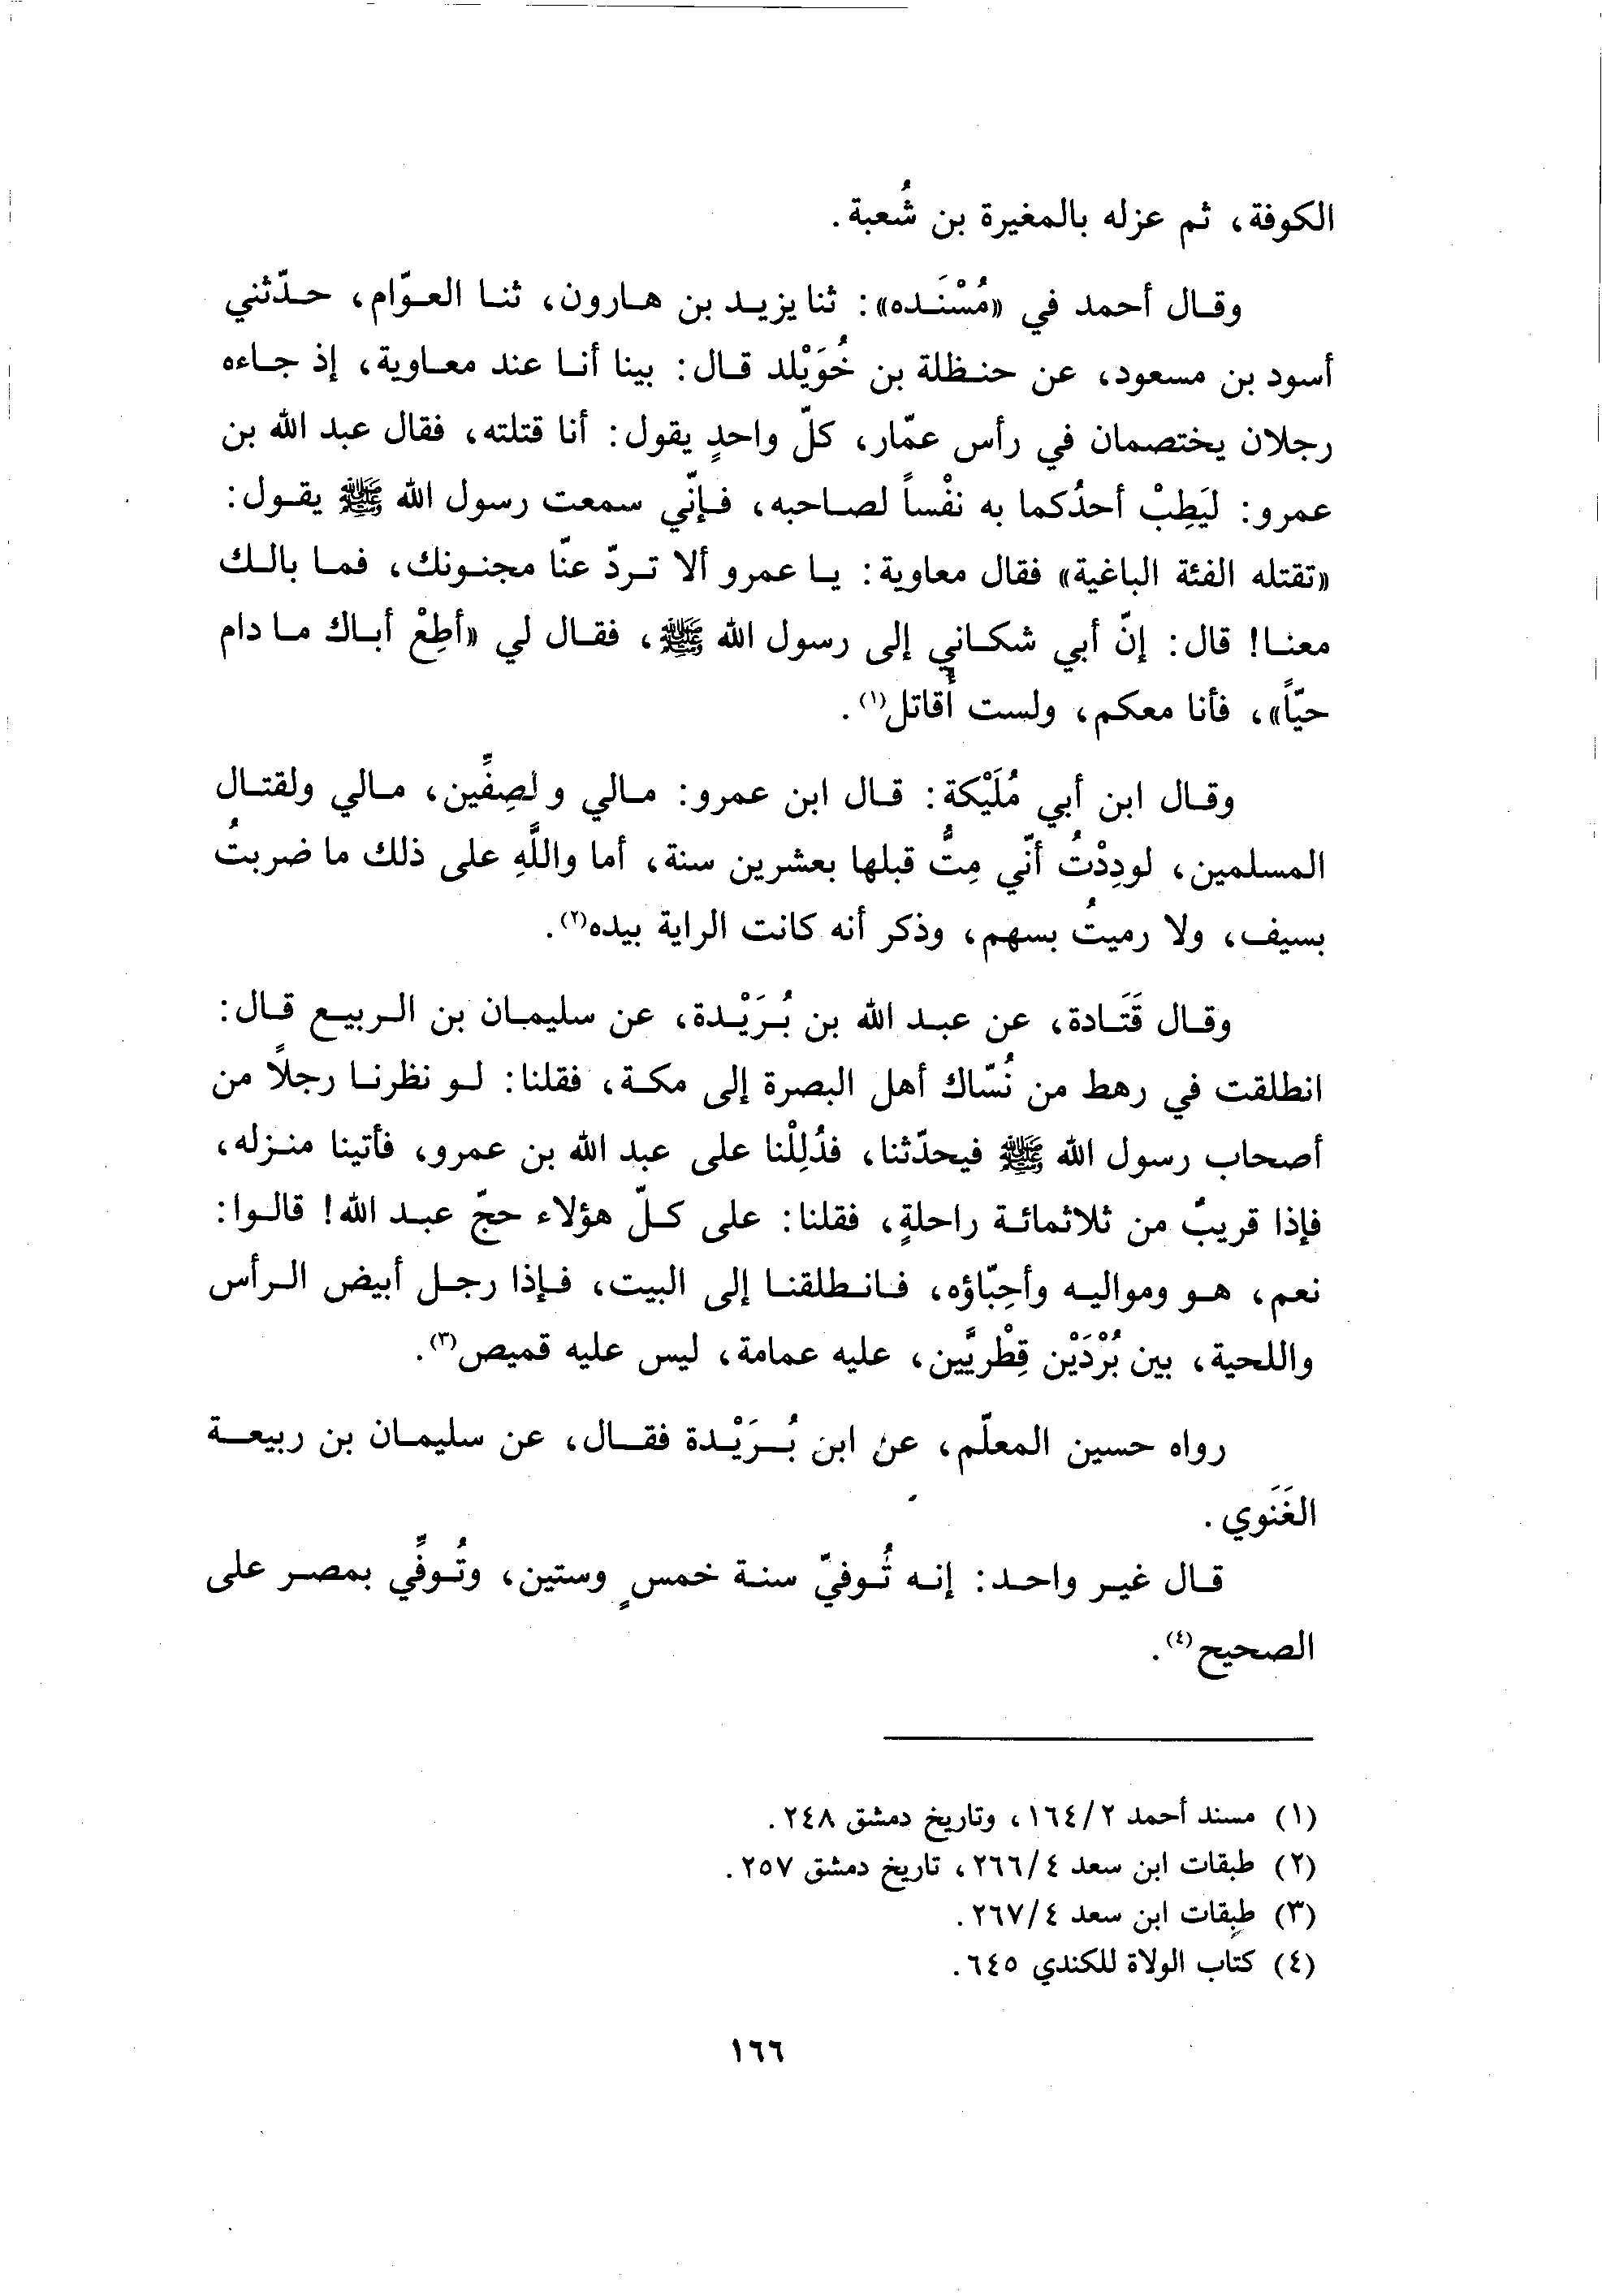 الكوفة، ثم عزله بالمغيرة بن شُعبة.
وقال أحمد في «مُسْنَده»: ثنا يزيد بن هارون، ثنا العوّام، حدّثني
أسود بن مسعود، عن حنظلة بن خُوَيْلد قال: بينا أنا عند معاوية، إذ جاءه
رجلان يختصمان في رأس عمّار، كلّ واحدٍ يقول: أنا قتلته، فقال عبد الله بن
عمرو: ليَطِبْ أحدُكما به نفْساً لصاحبه، فإنّي سمعت رسول الله ﷺ يقول:
«تقتله الفئة الباغية» فقال معاوية: يا عمرو ألا تردّ عنّا مجنونك، فما بالك
معنا! قال: إنّ أبي شكاني إلى رسول الله ﷺ، فقال لي «أطِعْ أباك ما دام
حيّاً»، فأنا معكم، ولست أُقاتل(١).
وقال ابن أبي مُلَيْكة: قال ابن عمرو: مالي ولصِفِّين، مالي ولقتال
المسلمين، لودِدْتُ أنّي مِتُّ قبلها بعشرين سنة، أما واللَّهِ على ذلك ما ضربتُ
بسيف، ولا رميتُ بسهم، وذكر أنه كانت الراية بيده(٢).
وقال قَتَادة، عن عبد الله بن بُرَيْدة، عن سليمان بن الربيع قال:
انطلقت في رهط من نُسّاك أهل البصرة إلى مكة، فقلنا: لو نظرنا رجلاً من
أصحاب رسول الله ﷺ فيحدّثنا، فدُلِلْنا على عبد الله بن عمرو، فأتينا منزله،
فإذا قريبٌ من ثلاثمائة راحلةٍ، فقلنا: على كلّ هؤلاء حجّ عبد الله! قالوا:
نعم، هو ومواليه وأحِبّاؤه، فانطلقنا إلى البيت، فإذا رجل أبيض الرأس
واللحية، بين بُرْدَيْن قِطْريَّين، عليه عمامة، ليس عليه قميص(٣).
رواه حسين المعلّم، عن ابن بُرَيْدة فقال، عن سليمان بن ربيعة
الغَنَوي.
قال غير واحد: إنه تُوفيّ سنة خمسٍ وستين، وتُوفِّي بمصر على
الصحيح(٤).
(١) مسند أحمد ١٦٤/٢، وتاريخ دمشق ٢٤٨.
(٢) طبقات ابن سعد ٢٦٦/٤، تاريخ دمشق ٢٥٧.
(٣) طبقات ابن سعد ٢٦٧/٤.
(٤) كتاب الولاة للكندي ٦٤٥.
١٦٦